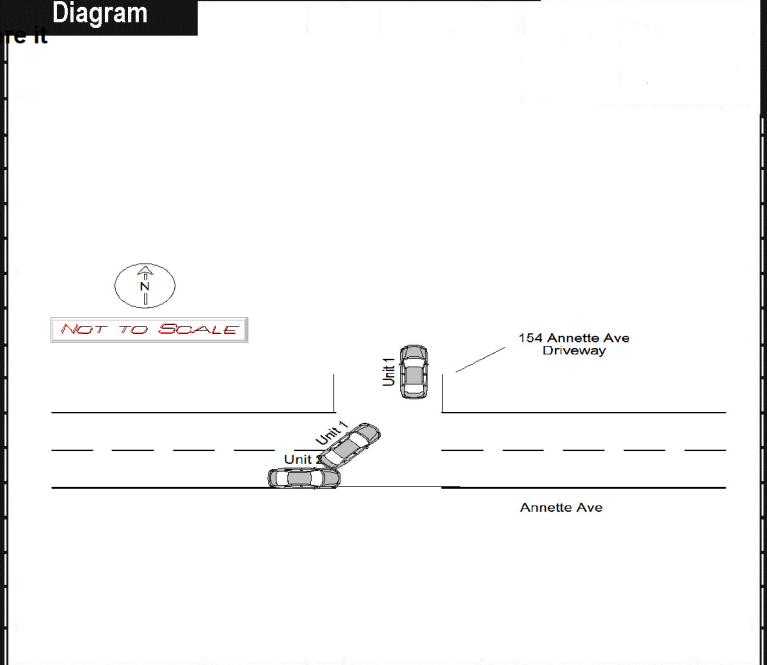 Diagram
re it
N
NOT TO SCALE
154 Annette Ave
Driveway
Unit 1
Unit 1
Unit 2
Annette Ave